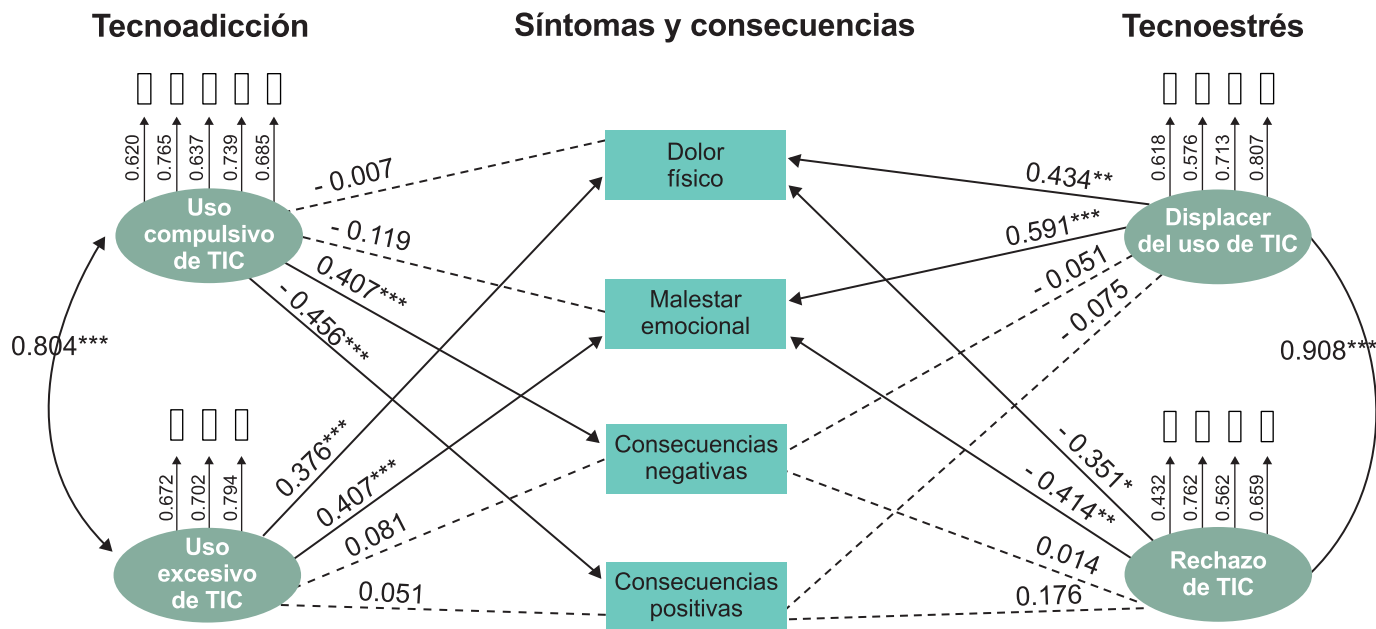 Tecnoadicción
Síntomas y consecuencias
Tecnoestrés
0.620
0.765
0.637
0.739
0.685
Uso
compulsivo
de TIC
- 0.007
- 0.119
0.407***
- 0.456***
0.804***
0.672
0.702
0.794
Uso
excesivo
de TIC
0.376***
0.407***
0.081
0.051
Dolor
físico
Malestar
emocional
Consecuencias
negativas
Consecuencias
positivas
0.618
0.576
0.713
0.807
Displacer
del uso de TIC
0.434**
0.591***
- 0.051
- 0.075
0.908***
0.432
0.762
0.562
0.659
Rechazo
de TIC
- 0.351*
- 0.414**
0.014
0.176